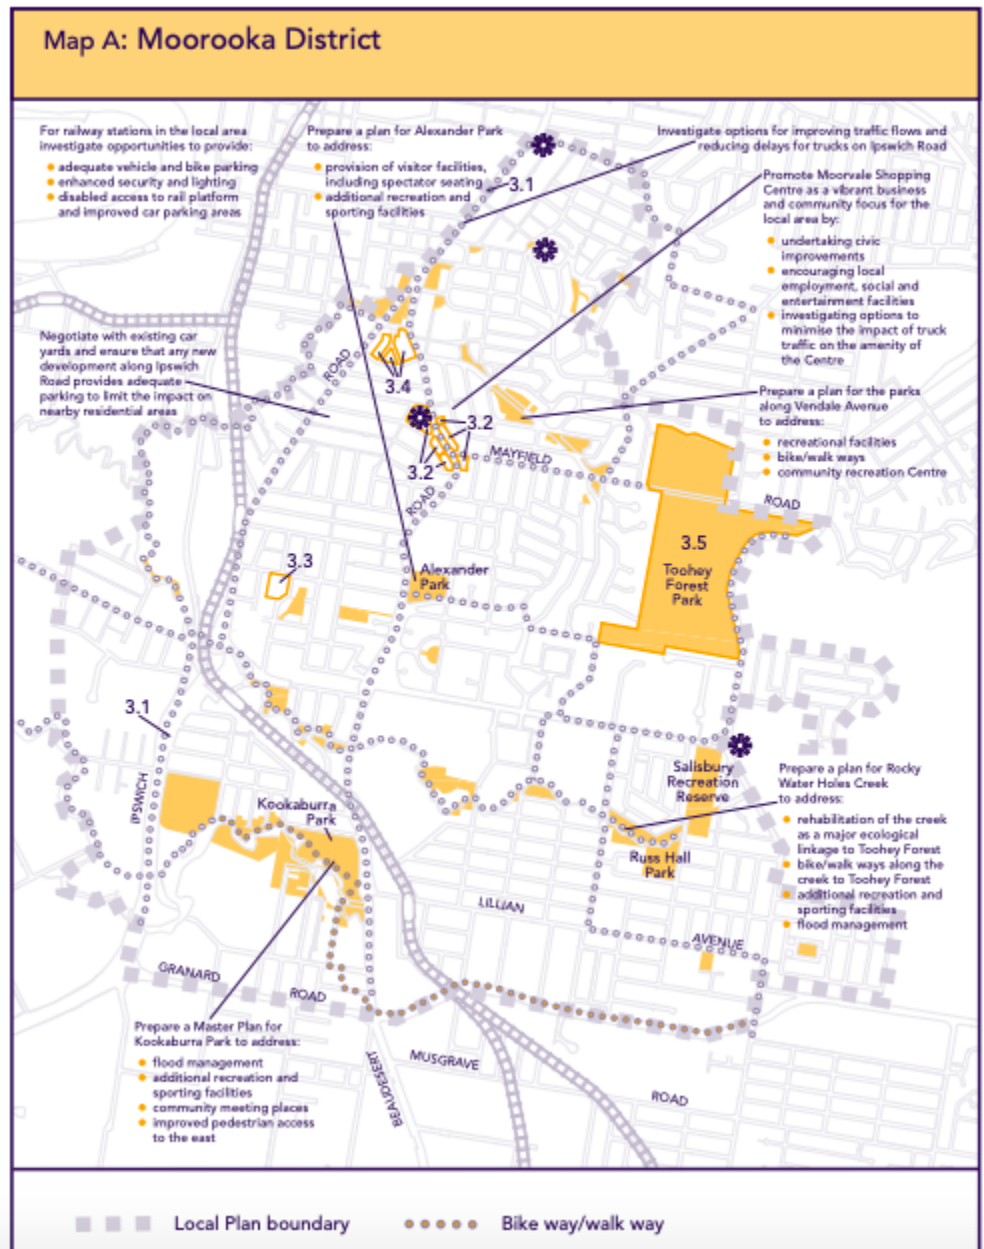 Map A: Moorooka District
For railway stations in the local area
investigate opportunities to provide:
adequate vehicle and bike parking
enhanced security and lighting
disabled access to rail platform
and improved car parking areas
Prepare a plan for Alexander Park
to address:
provision of visitor facilities,
including spectator seating
additional recreation and
sporting facilities
3.1
Investigate options for improving traffic flows and
reducing delays for trucks on Ipswich Road
Promote Moorvale Shopping
Centre as a vibrant business
and community focus for the
local area by:
undertaking civic
improvements
encouraging local
employment, social and
entertainment facilities
investigating options to
minimise the impact of truck
traffic on the amenity of
the Centre
Negotiate with existing car
yards and ensure that any new
development along Ipswich
Road provides adequate
parking to limit the impact on
nearby residential areas
ROAD
3.4
Prepare a plan for the parks
along Vendale Avenue
to address:
recreational facilities
bike/walk ways
community recreation Centre
3.2
3.2
MAYFIELD
ROAD
ROAD
3.5
Toohey
Forest
Park
3.3
Alexander
Park
3.1
IPSWICH
Kookaburra
Park
Salisbury
Recreation
Reserve
Russ Hall
Park
Prepare a plan for Rocky
Water Holes Creek
to address:
rehabilitation of the creek
as a major ecological
linkage to Toohey Forest
bike/walk ways along the
creek to Toohey Forest
additional recreation and
sporting facilities
flood management
LILLIAN
AVENUE
GRANARD
ROAD
Prepare a Master Plan for
Kookaburra Park to address:
flood management
additional recreation and
sporting facilities
community meeting places
improved pedestrian access
to the east
BEAUDESERT
MUSGRAVE
ROAD
Local Plan boundary
Bike way/walk way